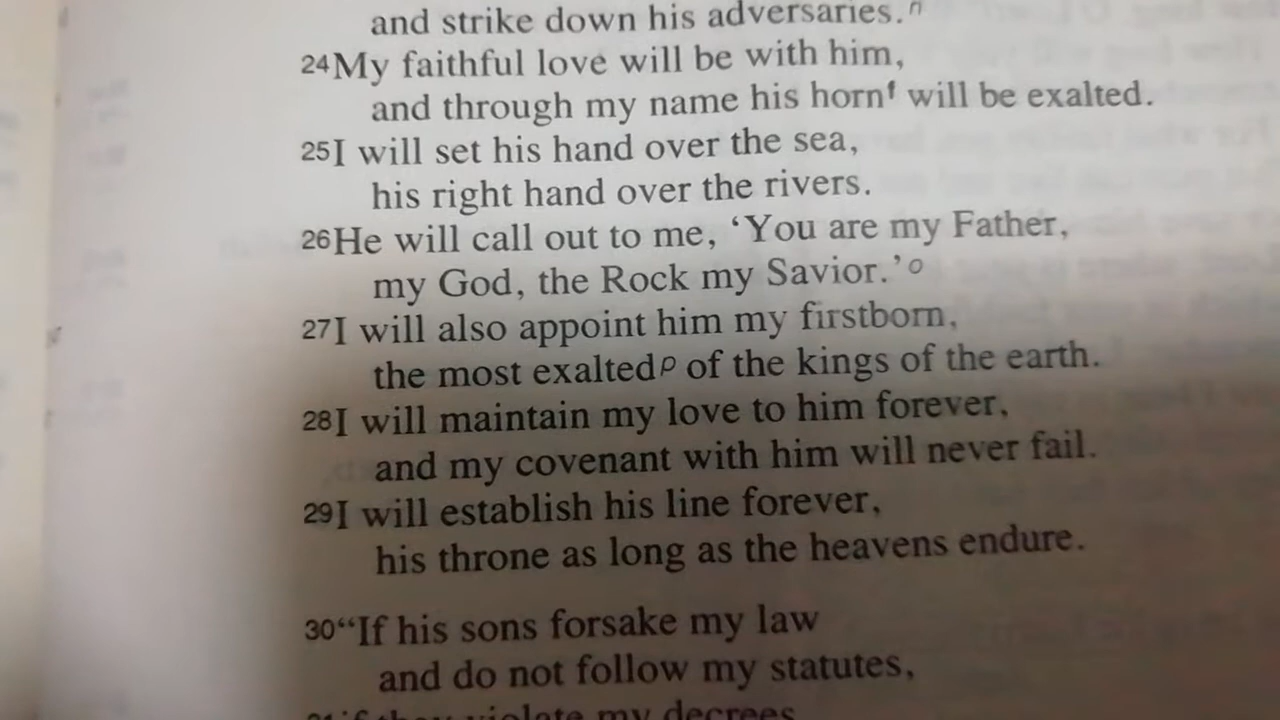 and strike down his adversaries.n
24My faithful love will be with him,
and through my name his hornf will be exalted.
25I will set his hand over the sea,
his right hand over the rivers.
26He will call out to me, ‘You are my Father,
my God, the Rock my Savior.’o
27I will also appoint him my firstborn,
the most exaltedp of the kings of the earth.
28I will maintain my love to him forever,
and my covenant with him will never fail.
29I will establish his line forever,
his throne as long as the heavens endure.
30“If his sons forsake my law
and do not follow my statutes,
31if they violate my decrees